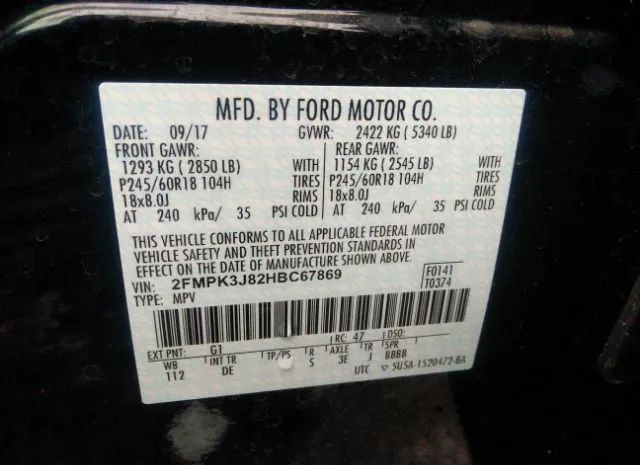 MFD. BY FORD MOTOR CO.
DATE: 09/17 GVWR: 2422 KG (5340 LB)
FRONT GAWR: REAR GAWR:
1293 KG (2850 LB) WITH 1154 KG (2545 LB) WITH
P245/60R18 104H TIRES P245/60R18 104H TIRES
18x8.0J RIMS 18x8.0J RIMS
AT 240 kPa/ 35 PSI COLD AT 240 kPa/ 35 PSI COLD
THIS VEHICLE CONFORMS TO ALL APPLICABLE FEDERAL MOTOR
VEHICLE SAFETY AND THEFT PREVENTION STANDARDS IN
EFFECT ON THE DATE OF MANUFACTURE SHOWN ABOVE.
VIN: 2FMPK3J82HBC67869 F0141
TYPE: MPV T0374
EXT PNT: G1 RC: 47 DSO:
WB INT TR TP/PS R AXLE TR SPR
112 DE S 3E J BBBB
UTC ▽ 5U5A-1520472-BA